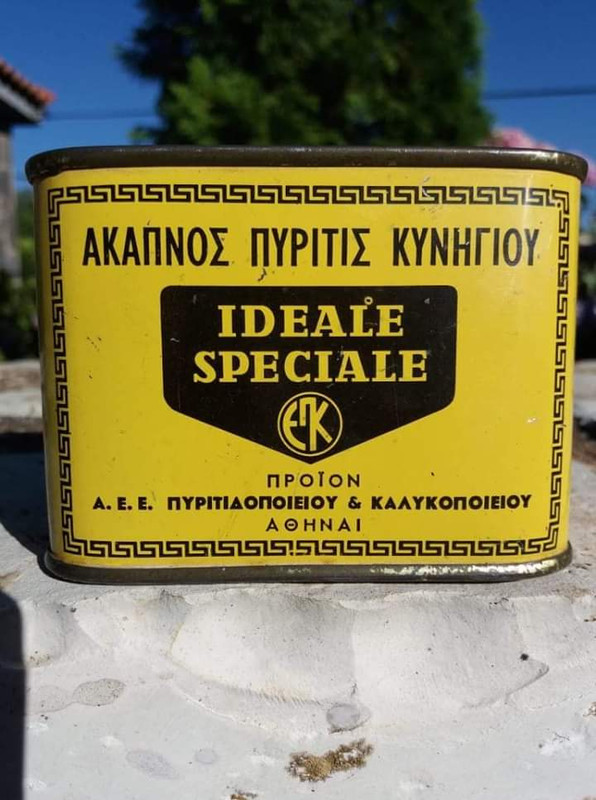 ΑΚΑΠΝΟΣ ΠΥΡΙΤΙΣ ΚΥΝΗΓΙΟΥ
IDEALE
SPECIALE
ΕΠΚ
ΠΡΟΪΟΝ
Α. Ε. Ε. ΠΥΡΙΤΙΔΟΠΟΙΕΙΟΥ & ΚΑΛΥΚΟΠΟΙΕΙΟΥ
ΑΘΗΝΑΙ